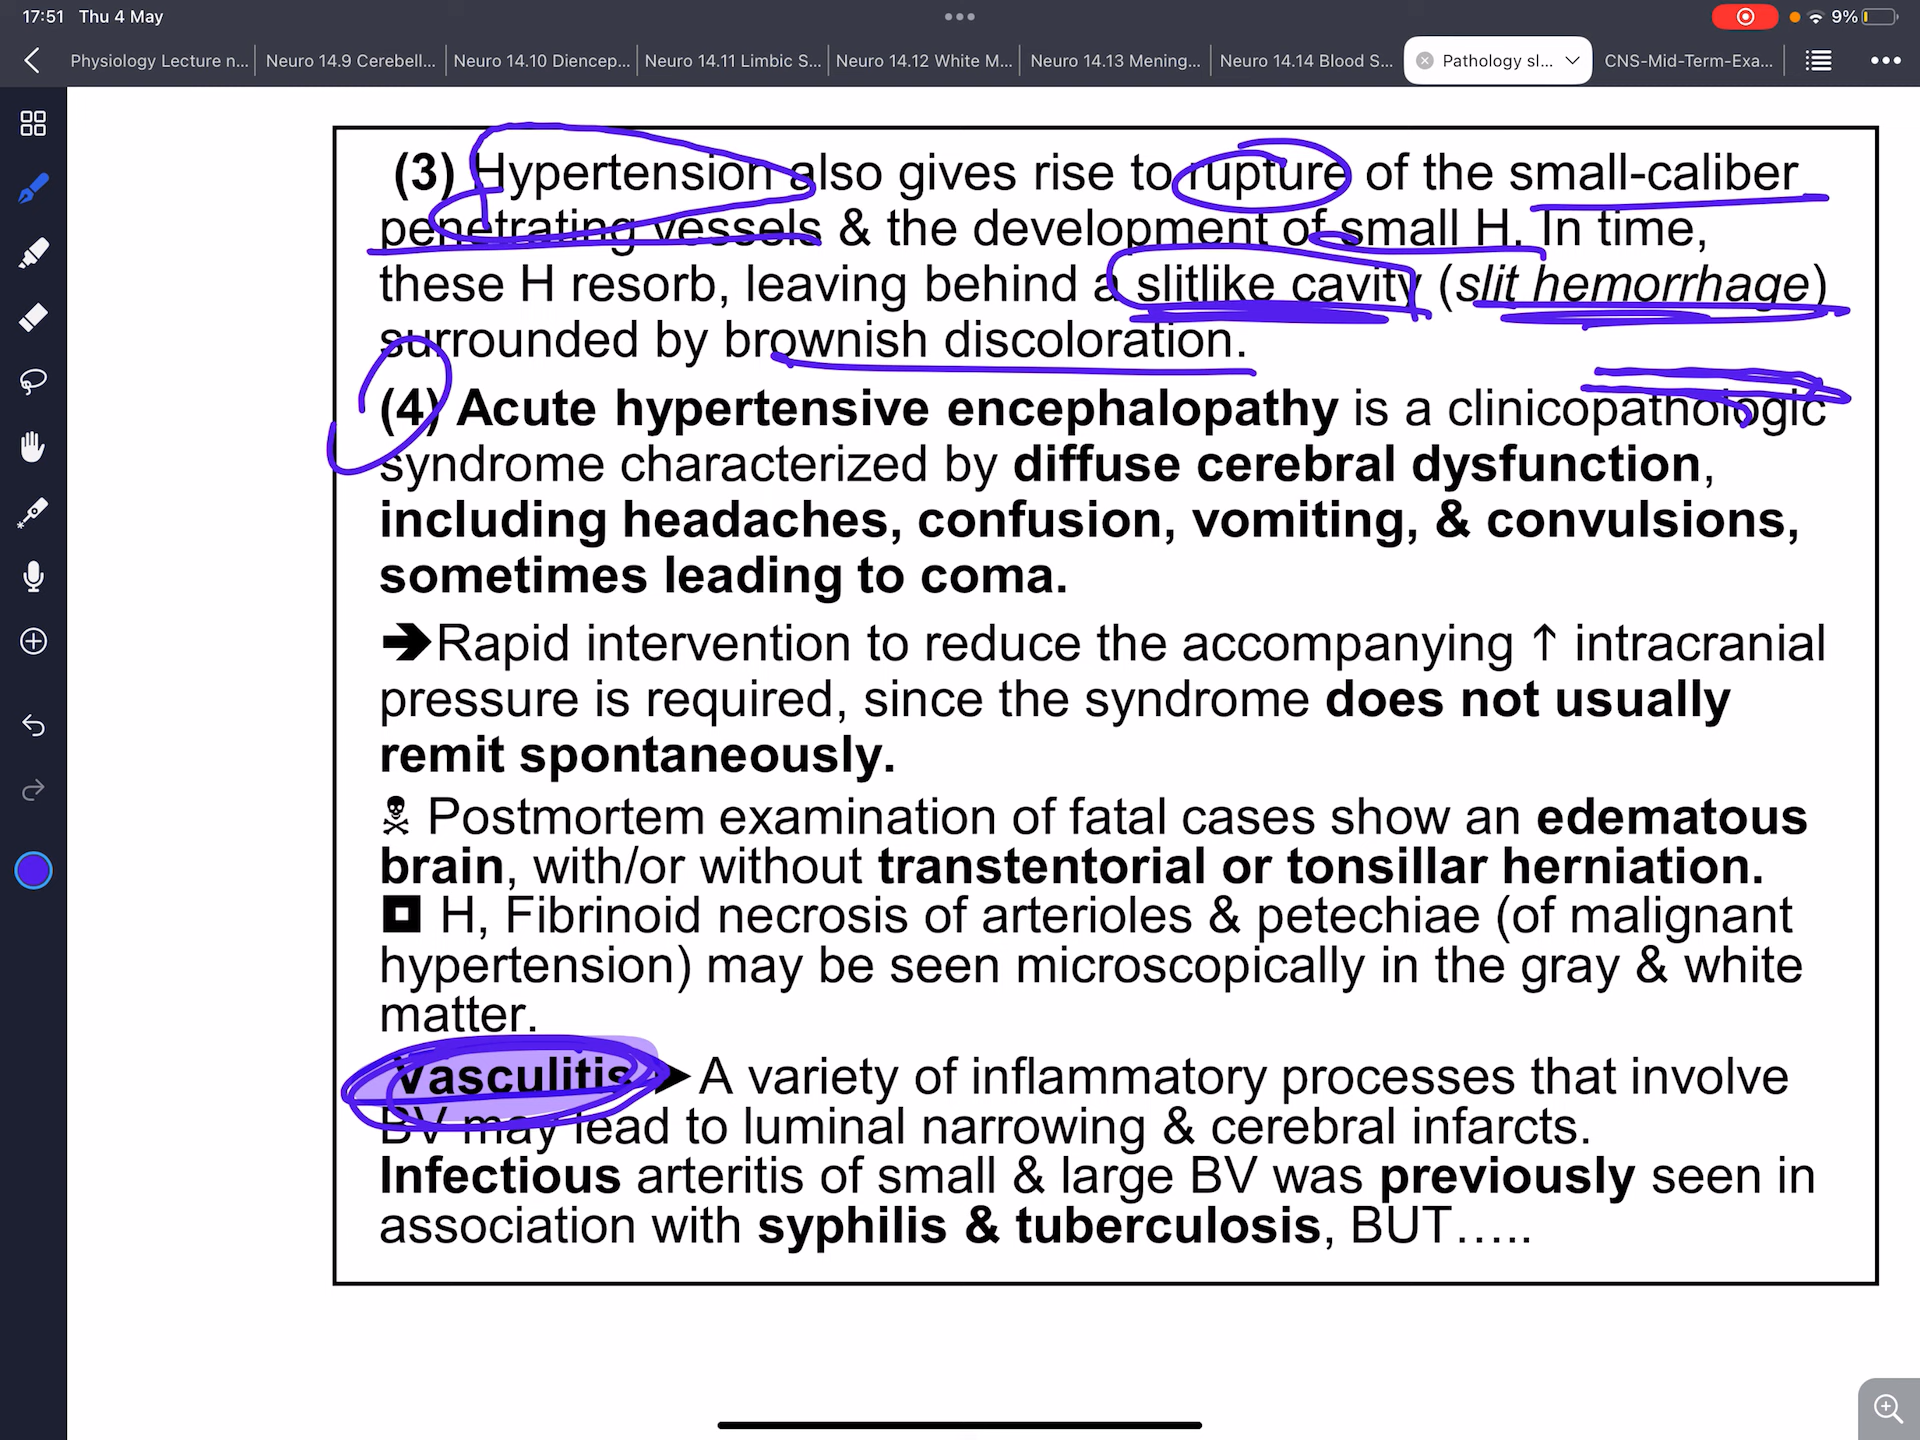 17:51 Thu 4 May
9%
Physiology Lecture n...
Neuro 14.9 Cerebell...
Neuro 14.10 Diencep...
Neuro 14.11 Limbic S...
Neuro 14.12 White M...
Neuro 14.13 Mening...
Neuro 14.14 Blood S...
Pathology sl...
CNS-Mid-Term-Exa...
(3) Hypertension also gives rise to rupture of the small-caliber
penetrating vessels & the development of small H. In time,
these H resorb, leaving behind a slitlike cavity (slit hemorrhage)
surrounded by brownish discoloration.
(4) Acute hypertensive encephalopathy is a clinicopathologic
syndrome characterized by diffuse cerebral dysfunction,
including headaches, confusion, vomiting, & convulsions,
sometimes leading to coma.
➔Rapid intervention to reduce the accompanying ↑ intracranial
pressure is required, since the syndrome does not usually
remit spontaneously.
☠ Postmortem examination of fatal cases show an edematous
brain, with/or without transtentorial or tonsillar herniation.
◘ H, Fibrinoid necrosis of arterioles & petechiae (of malignant
hypertension) may be seen microscopically in the gray & white
matter.
Vasculitis ►A variety of inflammatory processes that involve
BV may lead to luminal narrowing & cerebral infarcts.
Infectious arteritis of small & large BV was previously seen in
association with syphilis & tuberculosis, BUT…..